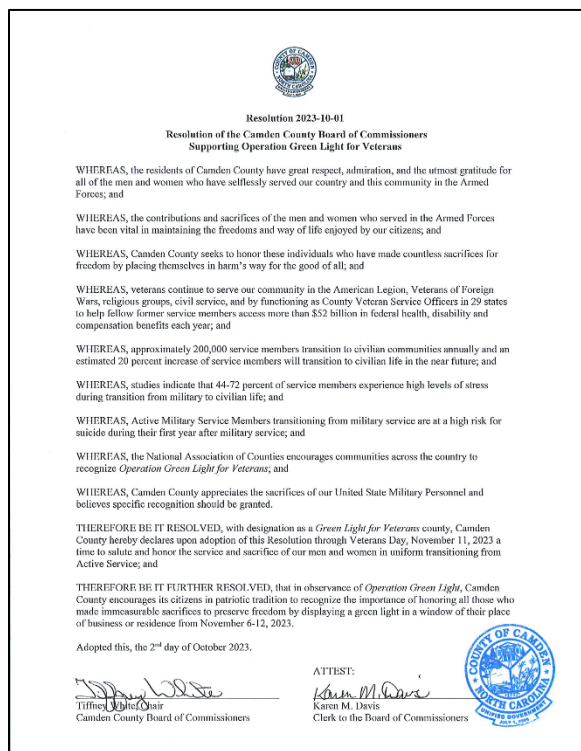 COUNTY OF CAMDEN
NORTH CAROLINA
Resolution 2023-10-01
Resolution of the Camden County Board of Commissioners
Supporting Operation Green Light for Veterans
WHEREAS, the residents of Camden County have great respect, admiration, and the utmost gratitude for
all of the men and women who have selflessly served our country and this community in the Armed
Forces; and
WHEREAS, the contributions and sacrifices of the men and women who served in the Armed Forces
have been vital in maintaining the freedoms and way of life enjoyed by our citizens; and
WHEREAS, Camden County seeks to honor these individuals who have made countless sacrifices for
freedom by placing themselves in harm's way for the good of all; and
WHEREAS, veterans continue to serve our community in the American Legion, Veterans of Foreign
Wars, religious groups, civil service, and by functioning as County Veteran Service Officers in 29 states
to help fellow former service members access more than $52 billion in federal health, disability and
compensation benefits each year; and
WHEREAS, approximately 200,000 service members transition to civilian communities annually and an
estimated 20 percent increase of service members will transition to civilian life in the near future; and
WHEREAS, studies indicate that 44-72 percent of service members experience high levels of stress
during transition from military to civilian life; and
WHEREAS, Active Military Service Members transitioning from military service are at a high risk for
suicide during their first year after military service; and
WHEREAS, the National Association of Counties encourages communities across the country to
recognize Operation Green Light for Veterans; and
WHEREAS, Camden County appreciates the sacrifices of our United State Military Personnel and
believes specific recognition should be granted.
THEREFORE BE IT RESOLVED, with designation as a Green Light for Veterans county, Camden
County hereby declares upon adoption of this Resolution through Veterans Day, November 11, 2023 a
time to salute and honor the service and sacrifice of our men and women in uniform transitioning from
Active Service; and
THEREFORE BE IT FURTHER RESOLVED, that in observance of Operation Green Light, Camden
County encourages its citizens in patriotic tradition to recognize the importance of honoring all those who
made immeasurable sacrifices to preserve freedom by displaying a green light in a window of their place
of business or residence from November 6-12, 2023.
Adopted this, the 2nd day of October 2023.
ATTEST:
Tiffney White
Karen M. Davis
Tiffney White, Chair
Karen M. Davis
Camden County Board of Commissioners
Clerk to the Board of Commissioners
COUNTY OF CAMDEN
NORTH CAROLINA
UNIFIED GOVERNMENT